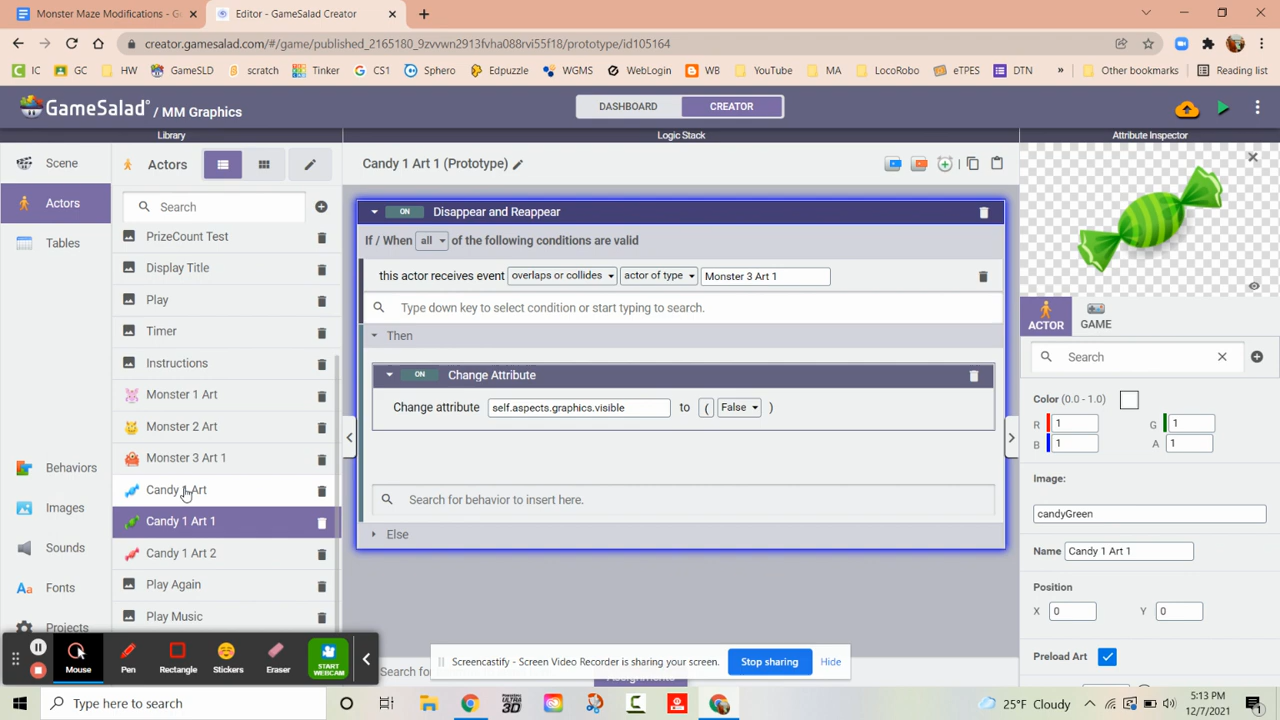 Monster Maze Modifications - G
Editor - GameSalad Creator
creator.gamesalad.com/#/game/published_2165180_9zvwn2913fvha0h8rvi55f18/prototype/id105164
IC GC HW GameSLD scratch Tinker CS1 Sphero Edpuzzle WGMS WebLogin WB YouTube MA LocoRobo eTPES DTN » Other bookmarks Reading list
GameSalad / MM Graphics
DASHBOARD CREATOR
Library
Logic Stack
Attribute Inspector
Scene
Actors
Tables
Behaviors
Images
Sounds
Fonts
Projects
Actors
Search
PrizeCount Test
Display Title
Play
Timer
Instructions
Monster 1 Art
Monster 2 Art
Monster 3 Art 1
Candy 1 Art
Candy 1 Art 1
Candy 1 Art 2
Play Again
Play Music
Candy 1 Art 1 (Prototype)
ON Disappear and Reappear
If / When all of the following conditions are valid
this actor receives event overlaps or collides actor of type Monster 3 Art 1
Type down key to select condition or start typing to search.
Then
ON Change Attribute
Change attribute self.aspects.graphics.visible to ( False )
Search for behavior to insert here.
Else
ACTOR
GAME
Search
Color (0.0 - 1.0)
R 1 G 1
B 1 A 1
Image:
candyGreen
Name Candy 1 Art 1
Position
X 0 Y 0
Preload Art
Mouse Pen Rectangle Stickers Eraser START WEBCAM
Search fo
Screencastify - Screen Video Recorder is sharing your screen. Stop sharing Hide
Type here to search
25°F Cloudy
5:13 PM
12/7/2021